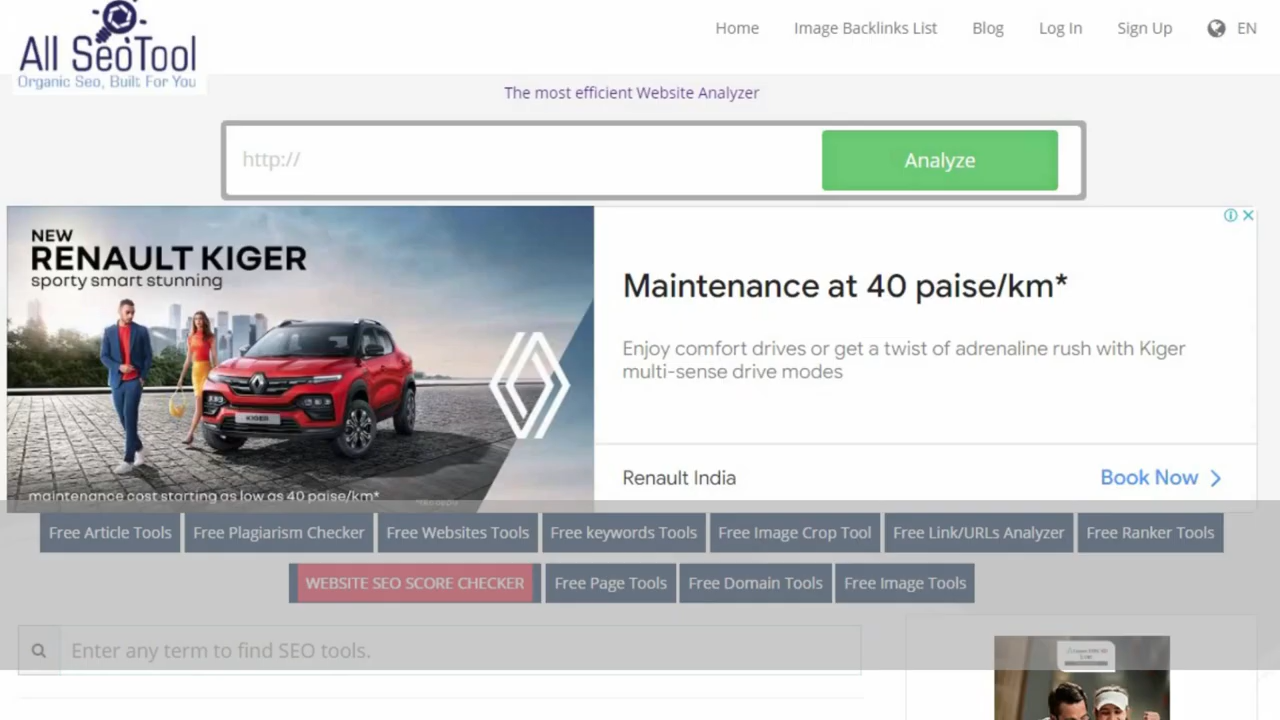 All SeoTool
Organic Seo, Built For You
Home Image Backlinks List Blog Log In Sign Up EN
The most efficient Website Analyzer
http://
Analyze
NEW
RENAULT KIGER
sporty smart stunning
KIGER
maintenance cost starting as low as 40 paise/km*
Maintenance at 40 paise/km*
Enjoy comfort drives or get a twist of adrenaline rush with Kiger
multi-sense drive modes
Renault India
Book Now
Free Article Tools Free Plagiarism Checker Free Websites Tools Free keywords Tools Free Image Crop Tool Free Link/URLs Analyzer Free Ranker Tools
WEBSITE SEO SCORE CHECKER Free Page Tools Free Domain Tools Free Image Tools
Enter any term to find SEO tools.